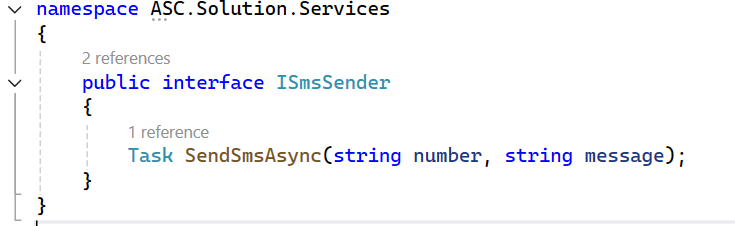 namespace ASC.Solution.Services
{
2 references
public interface ISmsSender
{
1 reference
Task SendSmsAsync(string number, string message);
}
}